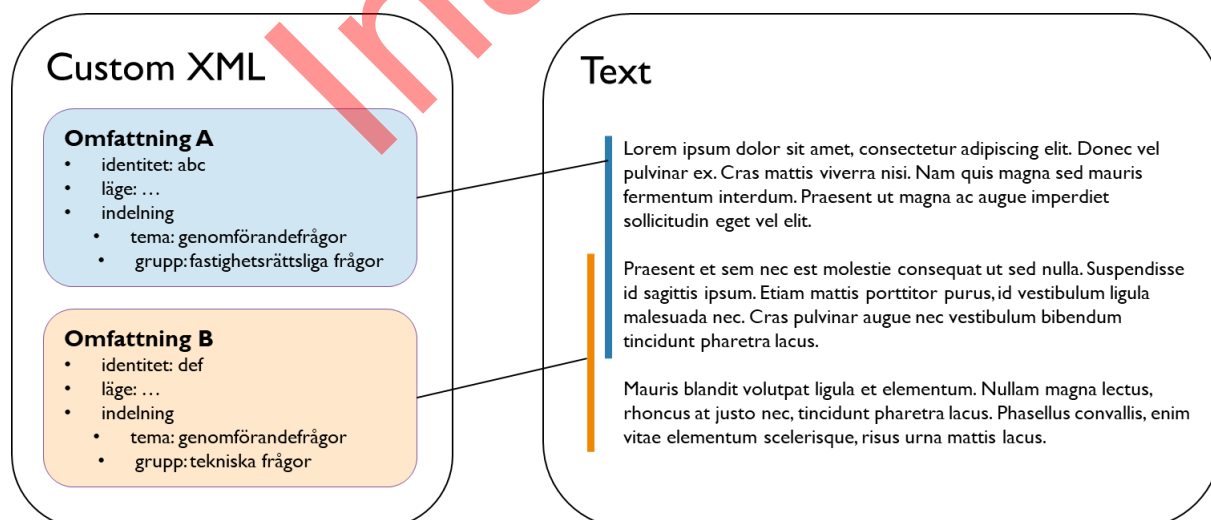 Custom XML
Omfattning A
• identitet: abc
• läge: …
• indelning
• tema: genomförandefrågor
• grupp: fastighetsrättsliga frågor
Omfattning B
• identitet: def
• läge: …
• indelning
• tema: genomförandefrågor
• grupp: tekniska frågor
Text
Lorem ipsum dolor sit amet, consectetur adipiscing elit. Donec vel
pulvinar ex. Cras mattis viverra nisi. Nam quis magna sed mauris
fermentum interdum. Praesent ut magna ac augue imperdiet
sollicitudin eget vel elit.
Praesent et sem nec est molestie consequat ut sed nulla. Suspendisse
id sagittis ipsum. Etiam mattis porttitor purus, id vestibulum ligula
malesuada nec. Cras pulvinar augue nec vestibulum bibendum
tincidunt pharetra lacus.
Mauris blandit volutpat ligula et elementum. Nullam magna lectus,
rhoncus at justo nec, tincidunt pharetra lacus. Phasellus convallis, enim
vitae elementum scelerisque, risus urna mattis lacus.